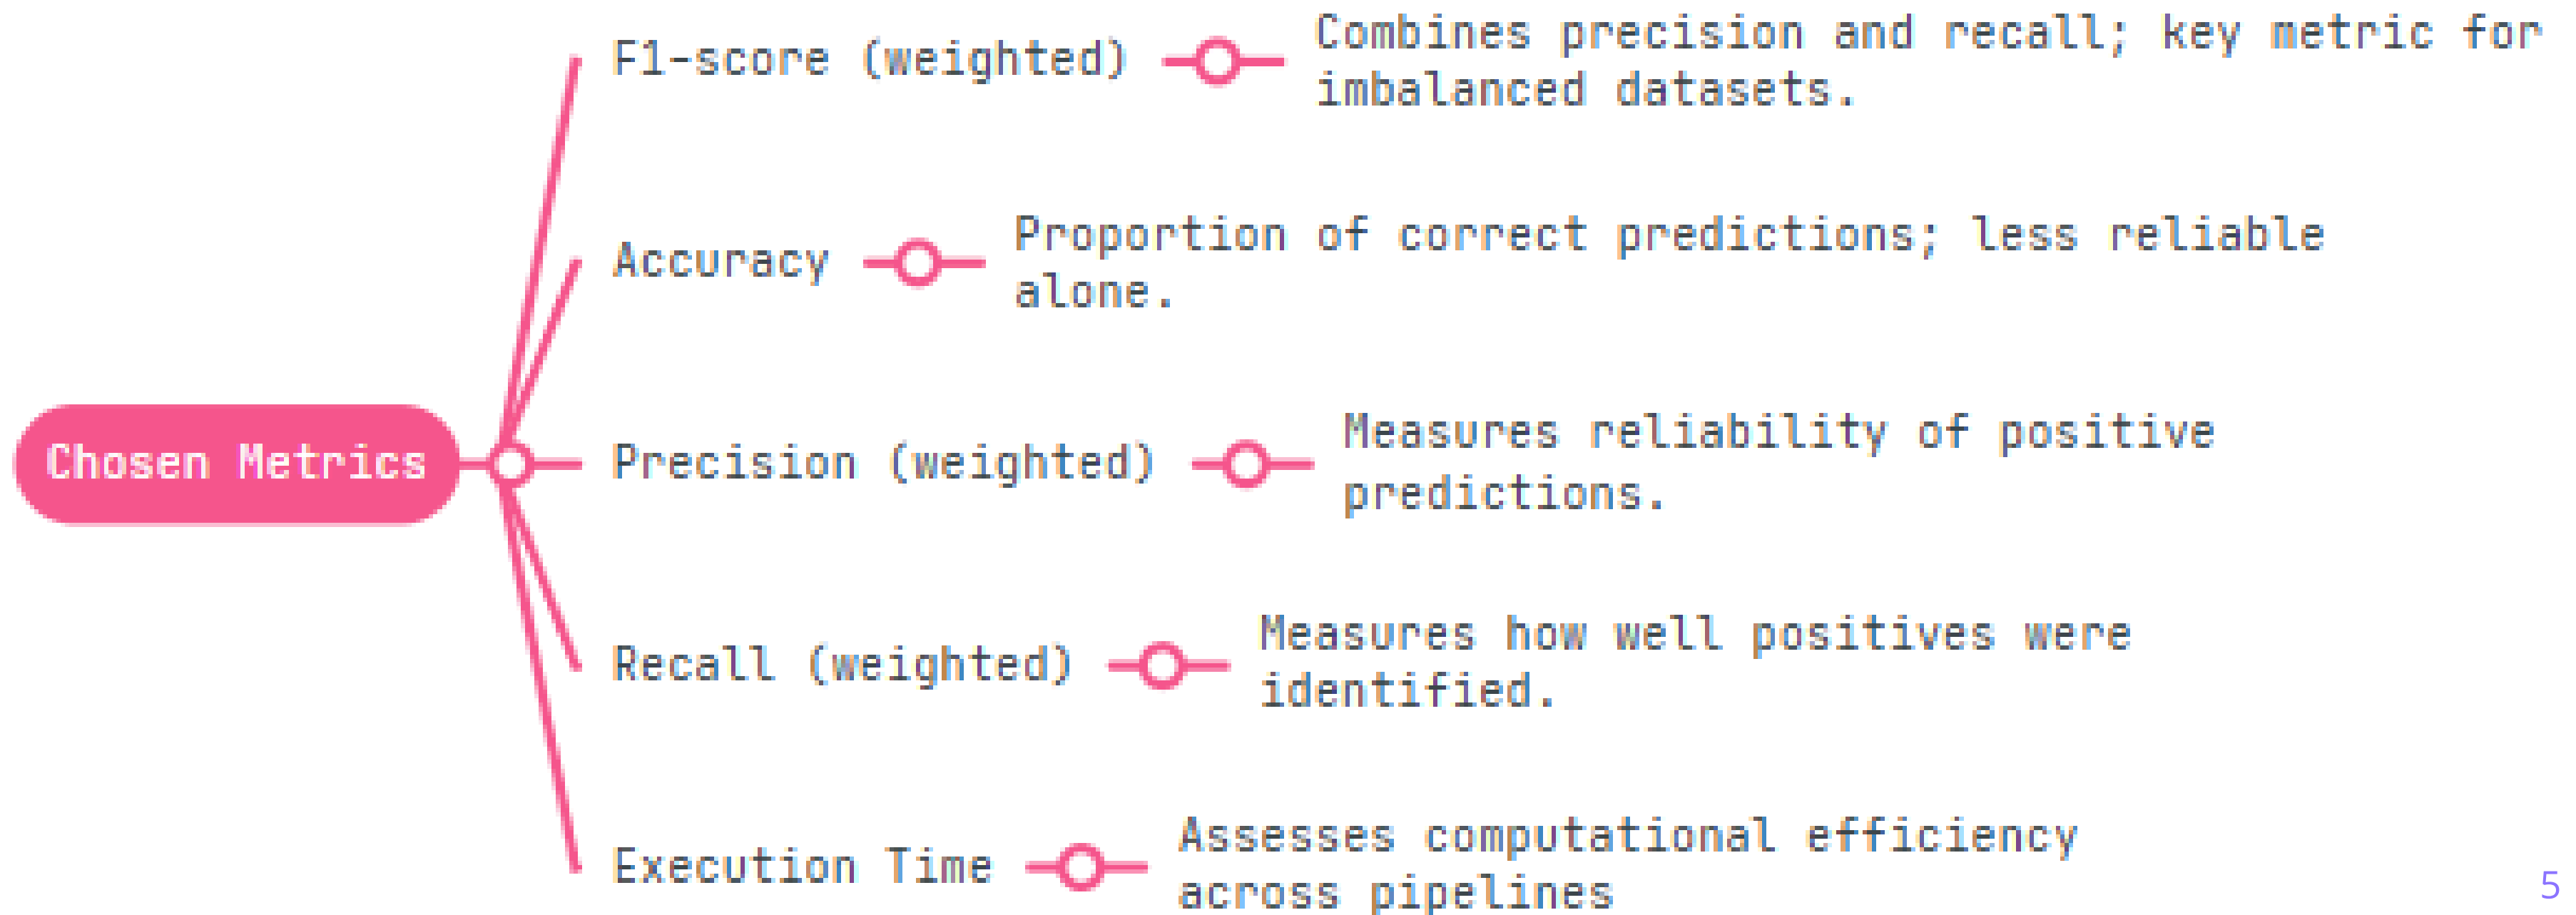 F1-score (weighted)
Combines precision and recall; key metric for
imbalanced datasets.
Accuracy
Proportion of correct predictions; less reliable
alone.
Chosen Metrics
Precision (weighted)
Measures reliability of positive
predictions.
Recall (weighted)
Measures how well positives were
identified.
Execution Time
Assesses computational efficiency
across pipelines
5